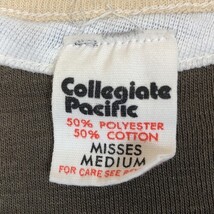 Collegiate
Pacific
50% POLYESTER
50% COTTON
MISSES
MEDIUM
FOR CARE SEE